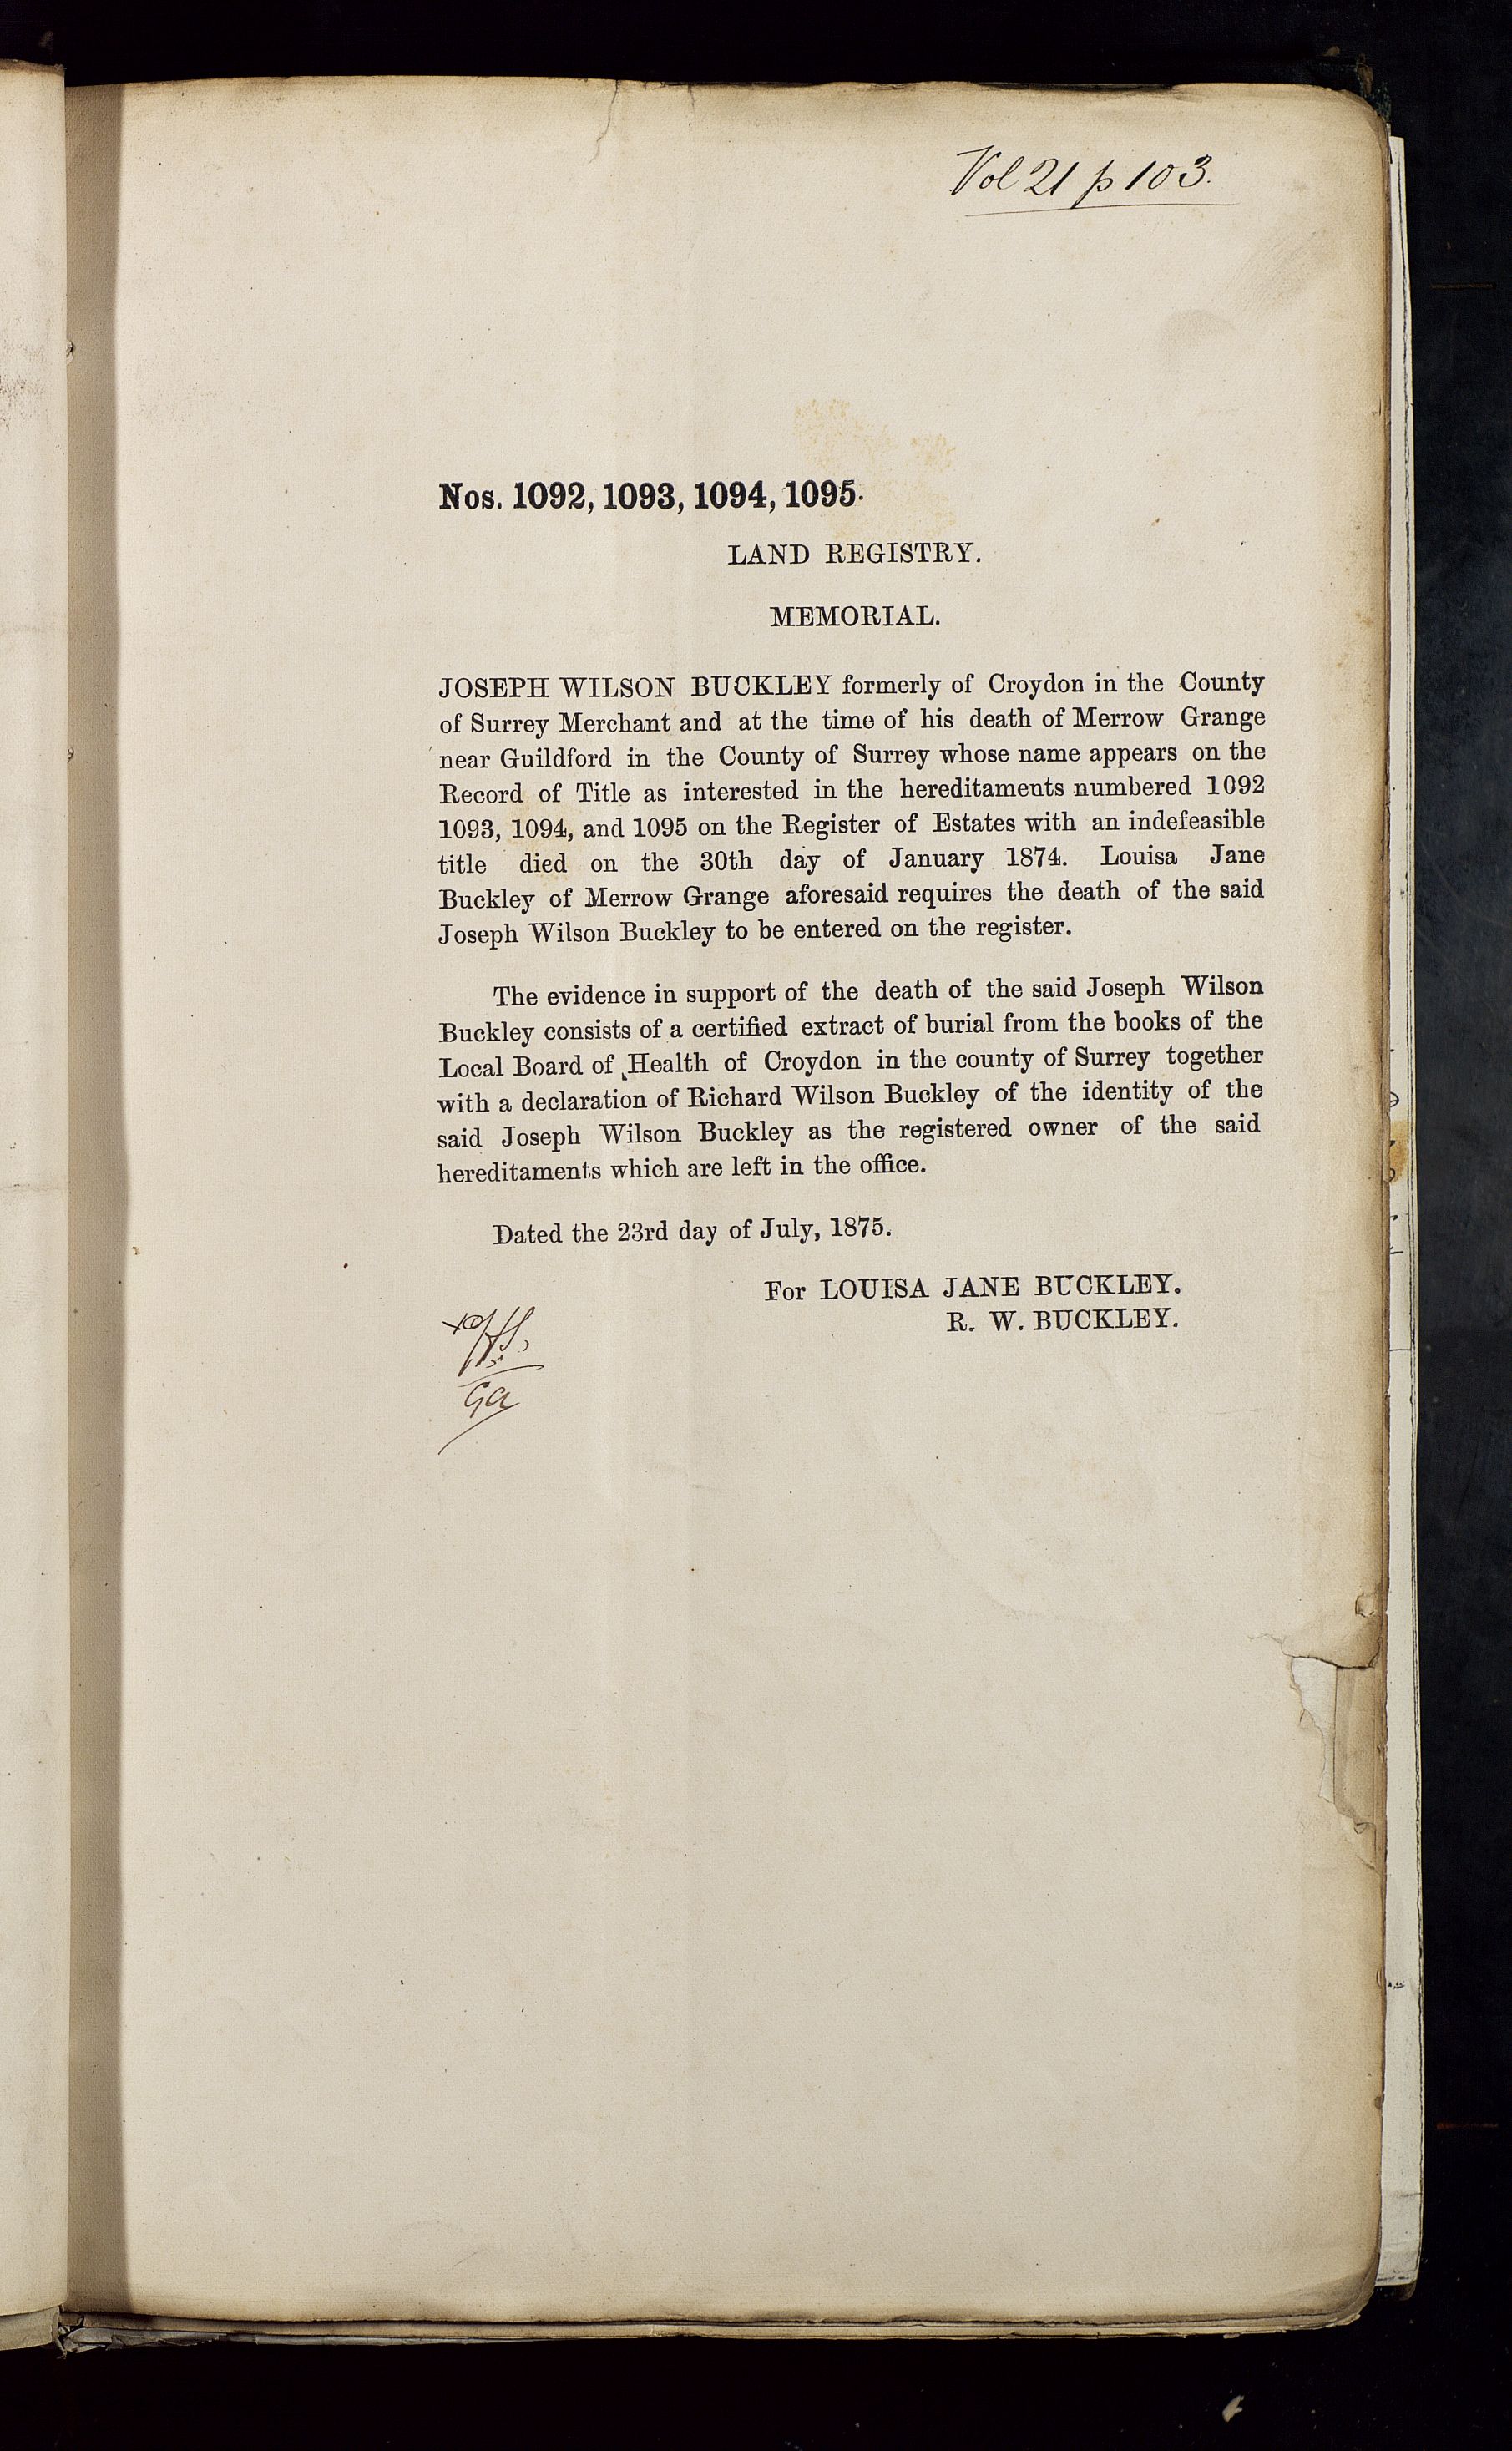 Vol 21 p 103.
Nos. 1092, 1093, 1094, 1095.
LAND REGISTRY.
MEMORIAL.
JOSEPH WILSON BUCKLEY formerly of Croydon in the County
of Surrey Merchant and at the time of his death of Merrow Grange
near Guildford in the County of Surrey whose name appears on the
Record of Title as interested in the hereditaments numbered 1092
1093, 1094, and 1095 on the Register of Estates with an indefeasible
title died on the 30th day of January 1874. Louisa Jane
Buckley of Merrow Grange aforesaid requires the death of the said
Joseph Wilson Buckley to be entered on the register.
The evidence in support of the death of the said Joseph Wilson
Buckley consists of a certified extract of burial from the books of the
Local Board of Health of Croydon in the county of Surrey together
with a declaration of Richard Wilson Buckley of the identity of the
said Joseph Wilson Buckley as the registered owner of the said
hereditaments which are left in the office.
Dated the 23rd day of July, 1875.
For LOUISA JANE BUCKLEY.
R. W. BUCKLEY.